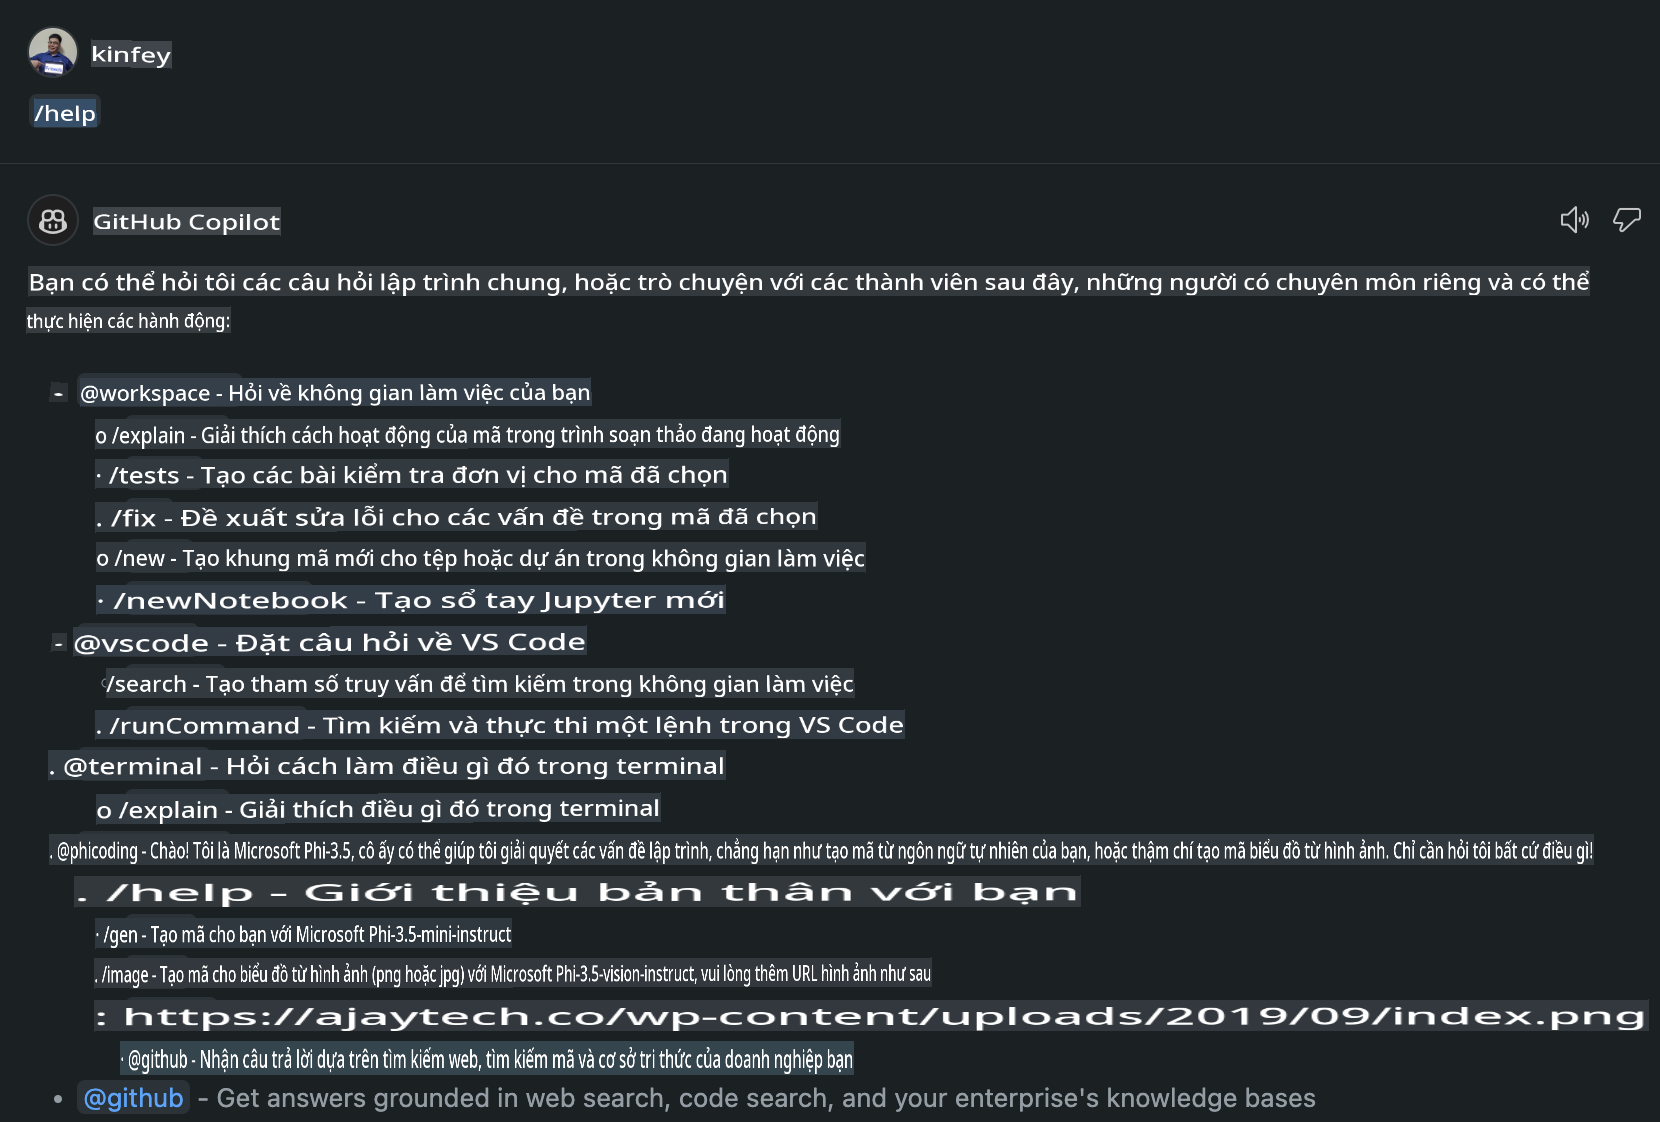 kinfey
/help
GitHub Copilot
Bạn có thể hỏi tôi các câu hỏi lập trình chung, hoặc trò chuyện với các thành viên sau đây, những người có chuyên môn riêng và có thể
thực hiện các hành động:
- @workspace - Hỏi về không gian làm việc của bạn
o /explain - Giải thích cách hoạt động của mã trong trình soạn thảo đang hoạt động
· /tests - Tạo các bài kiểm tra đơn vị cho mã đã chọn
. /fix - Đề xuất sửa lỗi cho các vấn đề trong mã đã chọn
o /new - Tạo khung mã mới cho tệp hoặc dự án trong không gian làm việc
· /newNotebook - Tạo sổ tay Jupyter mới
- @vscode - Đặt câu hỏi về VS Code
/search - Tạo tham số truy vấn để tìm kiếm trong không gian làm việc
. /runCommand - Tìm kiếm và thực thi một lệnh trong VS Code
. @terminal - Hỏi cách làm điều gì đó trong terminal
o /explain - Giải thích điều gì đó trong terminal
. @phicoding - Chào! Tôi là Microsoft Phi-3.5, cô ấy có thể giúp tôi giải quyết các vấn đề lập trình, chẳng hạn như tạo mã từ ngôn ngữ tự nhiên của bạn, hoặc thậm chí tạo mã biểu đồ từ hình ảnh. Chỉ cần hỏi tôi bất cứ điều gì!
. /help - Giới thiệu bản thân với bạn
· /gen - Tạo mã cho bạn với Microsoft Phi-3.5-mini-instruct
. /image - Tạo mã cho biểu đồ từ hình ảnh (png hoặc jpg) với Microsoft Phi-3.5-vision-instruct, vui lòng thêm URL hình ảnh như sau
: https://ajaytech.co/wp-content/uploads/2019/09/index.png
· @github - Nhận câu trả lời dựa trên tìm kiếm web, tìm kiếm mã và cơ sở tri thức của doanh nghiệp bạn
• @github - Get answers grounded in web search, code search, and your enterprise's knowledge bases